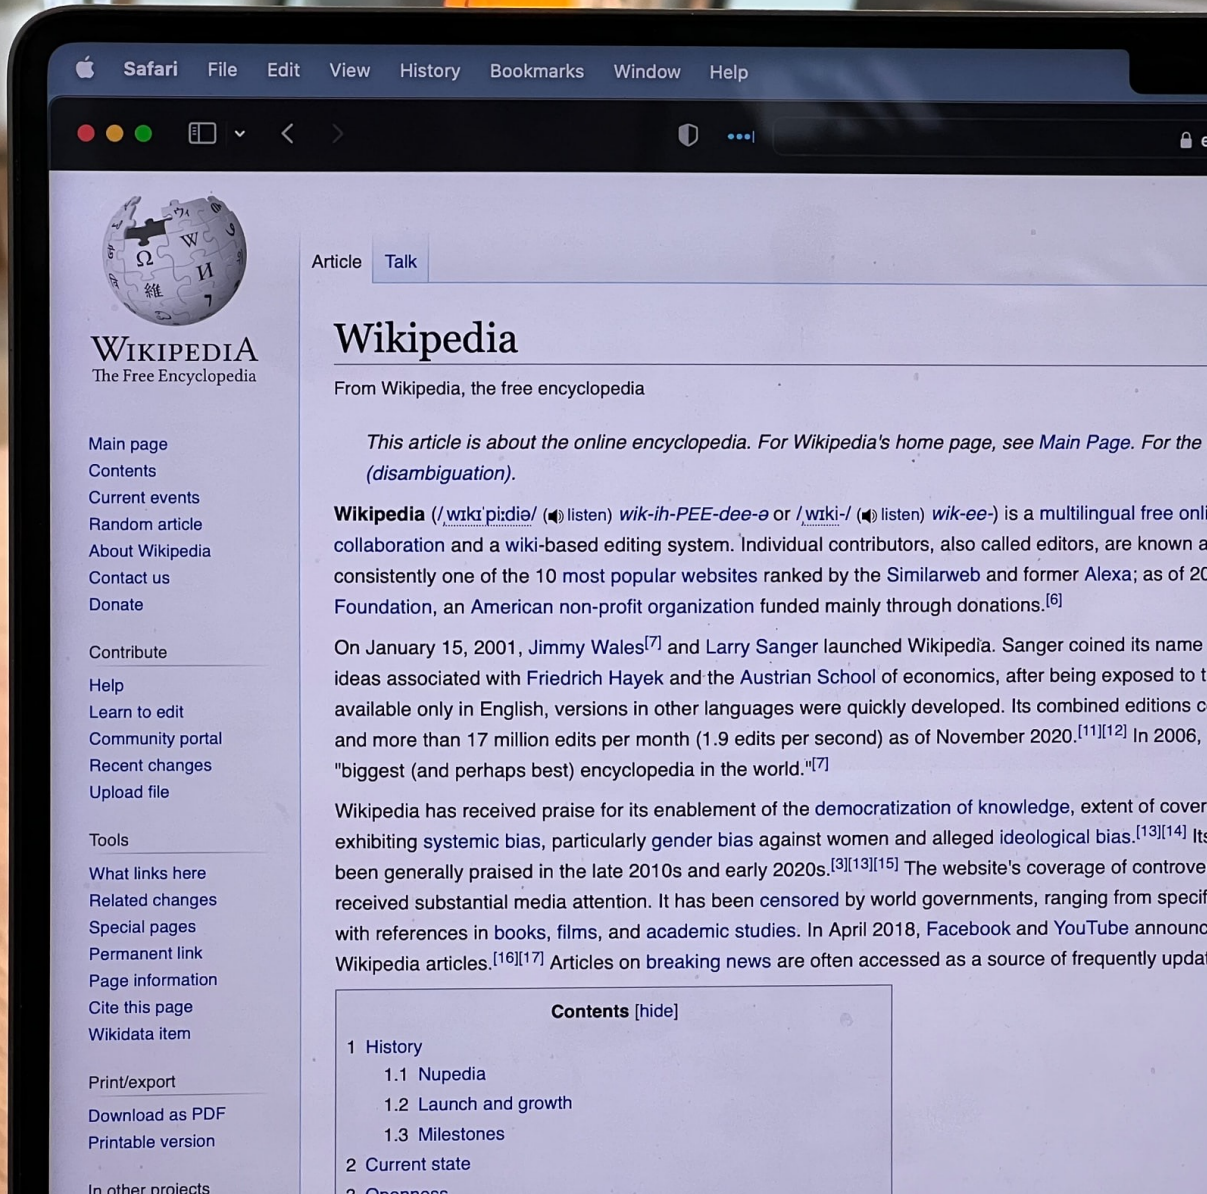 Safari File Edit View History Bookmarks Window Help
Ω W И 維 ウィ 7
WIKIPEDIA
The Free Encyclopedia
Main page
Contents
Current events
Random article
About Wikipedia
Contact us
Donate
Contribute
Help
Learn to edit
Community portal
Recent changes
Upload file
Tools
What links here
Related changes
Special pages
Permanent link
Page information
Cite this page
Wikidata item
Print/export
Download as PDF
Printable version
In other projects
Article Talk
Wikipedia
From Wikipedia, the free encyclopedia
This article is about the online encyclopedia. For Wikipedia's home page, see Main Page. For the
(disambiguation).
Wikipedia (/ˌwɪkɪˈpiːdiə/ (listen) wik-ih-PEE-dee-ə or /ˌwɪki-/ (listen) wik-ee-) is a multilingual free onli
collaboration and a wiki-based editing system. Individual contributors, also called editors, are known a
consistently one of the 10 most popular websites ranked by the Similarweb and former Alexa; as of 20
Foundation, an American non-profit organization funded mainly through donations.[6]
On January 15, 2001, Jimmy Wales[7] and Larry Sanger launched Wikipedia. Sanger coined its name
ideas associated with Friedrich Hayek and the Austrian School of economics, after being exposed to t
available only in English, versions in other languages were quickly developed. Its combined editions c
and more than 17 million edits per month (1.9 edits per second) as of November 2020.[11][12] In 2006,
"biggest (and perhaps best) encyclopedia in the world."[7]
Wikipedia has received praise for its enablement of the democratization of knowledge, extent of cover
exhibiting systemic bias, particularly gender bias against women and alleged ideological bias.[13][14] Its
been generally praised in the late 2010s and early 2020s.[3][13][15] The website's coverage of controve
received substantial media attention. It has been censored by world governments, ranging from specif
with references in books, films, and academic studies. In April 2018, Facebook and YouTube announc
Wikipedia articles.[16][17] Articles on breaking news are often accessed as a source of frequently updat
Contents [hide]
1 History
1.1 Nupedia
1.2 Launch and growth
1.3 Milestones
2 Current state
3 Openness